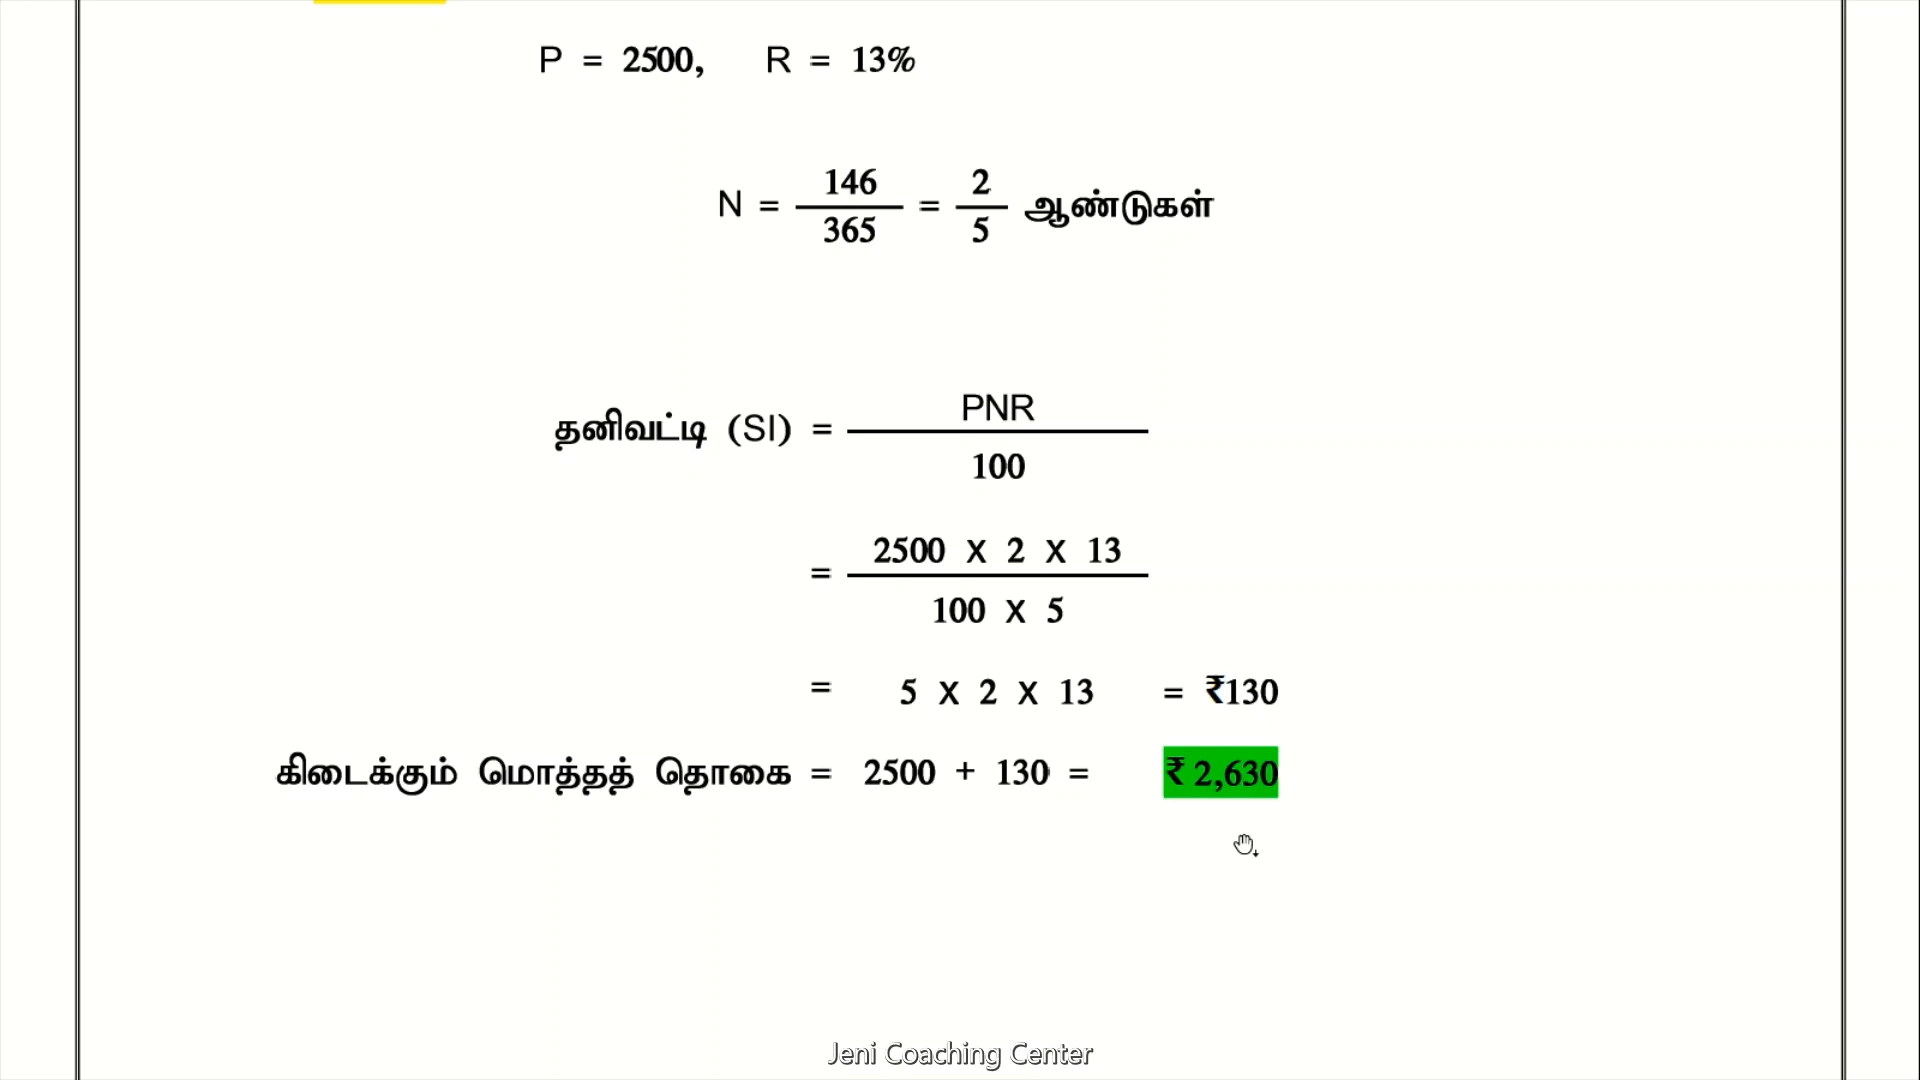 P = 2500, R = 13%
N = 146/365 = 2/5 ஆண்டுகள்
தனிவட்டி (SI) = PNR/100
= 2500 X 2 X 13 / 100 X 5
= 5 X 2 X 13 = ₹130
கிடைக்கும் மொத்தத் தொகை = 2500 + 130 = ₹ 2,630
Jeni Coaching Center